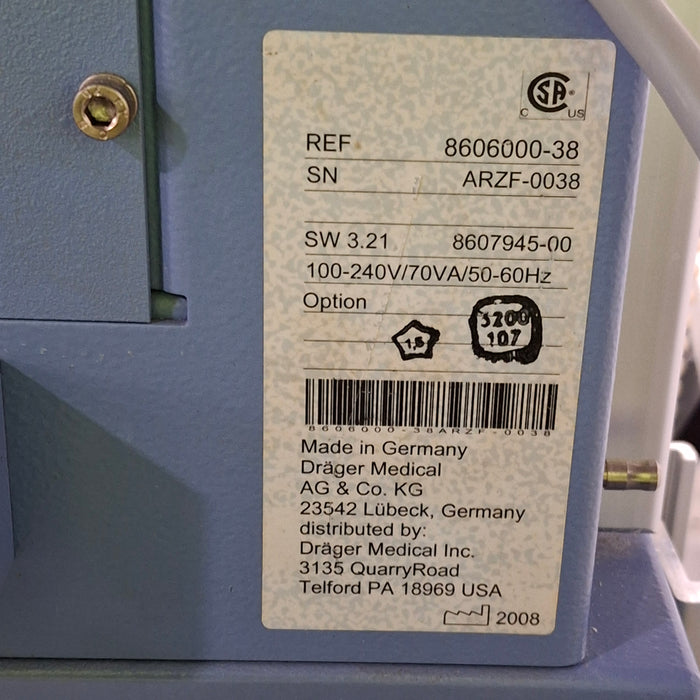 CSA®
C US
REF 8606000-38
SN ARZF-0038
SW 3.21 8607945-00
100-240V/70VA/50-60Hz
Option
1,5
3200
107
8606000-38ARZF-0038
Made in Germany
Dräger Medical
AG & Co. KG
23542 Lübeck, Germany
distributed by:
Dräger Medical Inc.
3135 QuarryRoad
Telford PA 18969 USA
2008